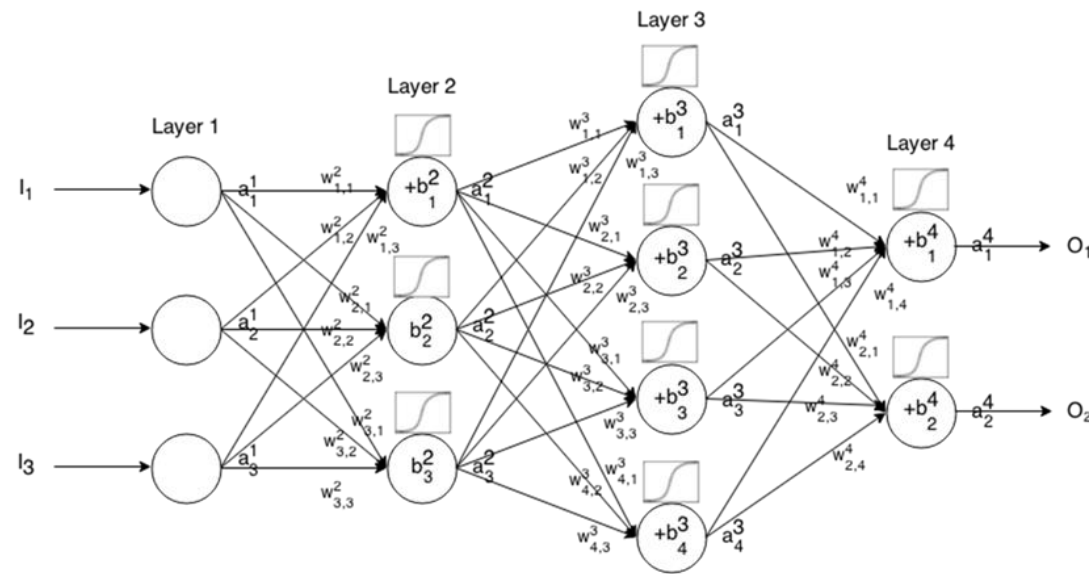 Layer 1
Layer 2
Layer 3
Layer 4
I₁
I₂
I₃
a¹₁
a¹₂
a¹₃
w²₁,₁
w²₁,₂
w²₁,₃
w²₂,₁
w²₂,₂
w²₂,₃
w²₃,₁
w²₃,₂
w²₃,₃
+b²₁
b²₂
b²₃
a²₁
a²₂
a²₃
w³₁,₁
w³₁,₂
w³₁,₃
w³₂,₁
w³₂,₂
w³₂,₃
w³₃,₁
w³₃,₂
w³₃,₃
w³₄,₁
w³₄,₂
w³₄,₃
+b³₁
+b³₂
+b³₃
+b³₄
a³₁
a³₂
a³₃
a³₄
w⁴₁,₁
w⁴₁,₂
w⁴₁,₃
w⁴₁,₄
w⁴₂,₁
w⁴₂,₂
w⁴₂,₃
w⁴₂,₄
+b⁴₁
+b⁴₂
a⁴₁
a⁴₂
O₁
O₂